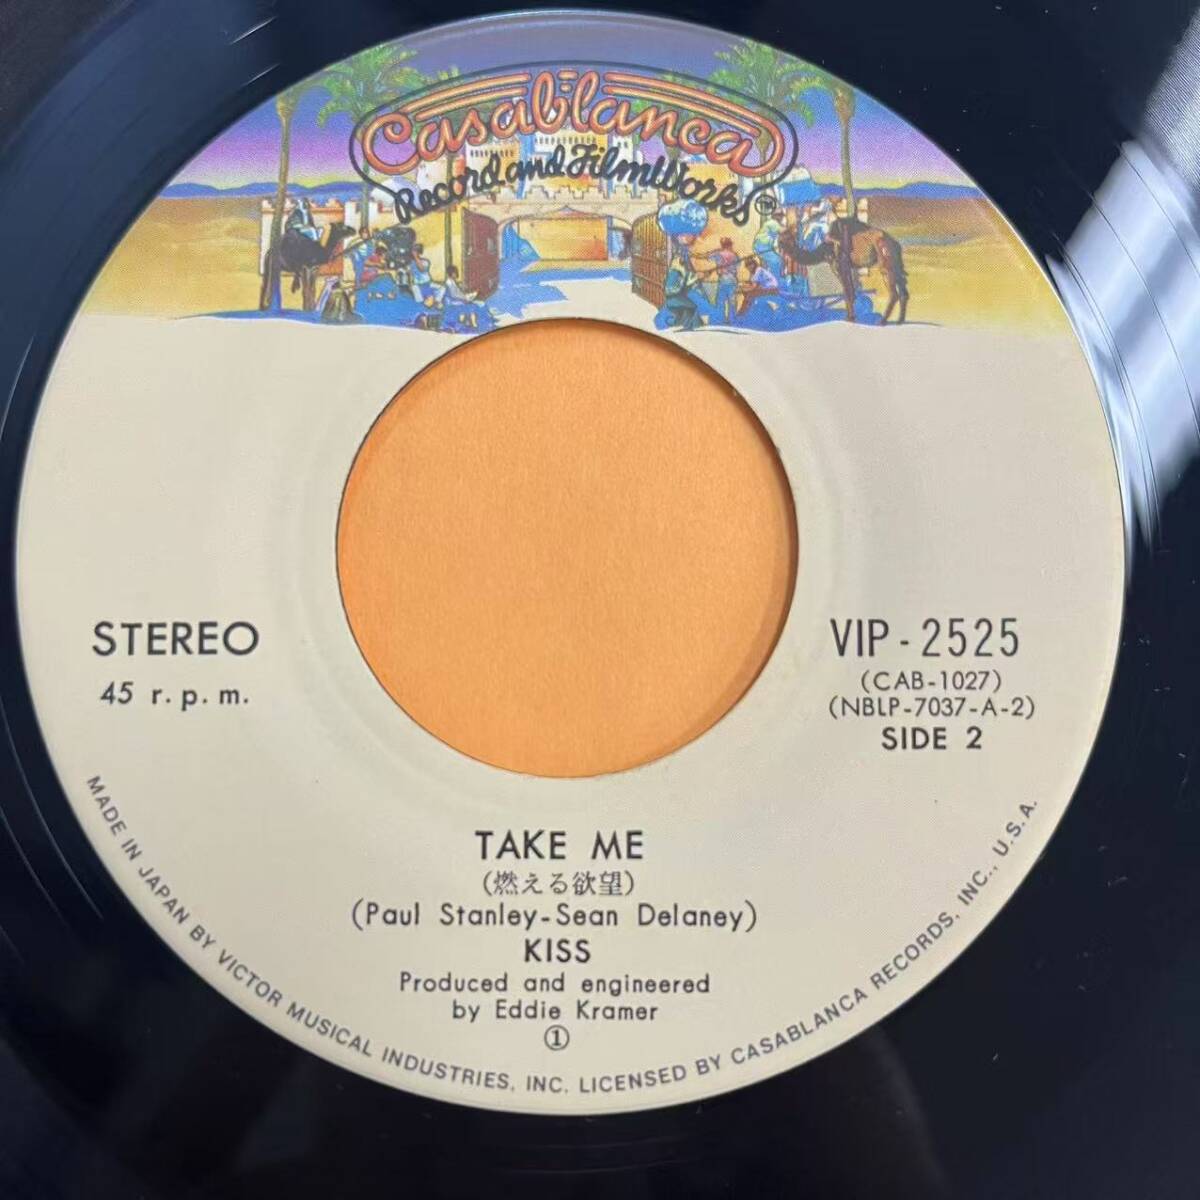 Casablanca
Record and FilmWorks™
STEREO
45 r.p.m.
VIP-2525
(CAB-1027)
(NBLP-7037-A-2)
SIDE 2
TAKE ME
(燃える欲望)
(Paul Stanley-Sean Delaney)
KISS
Produced and engineered
by Eddie Kramer
①
MADE IN JAPAN BY VICTOR MUSICAL INDUSTRIES, INC. LICENSED BY CASABLANCA RECORDS, INC., U.S.A.